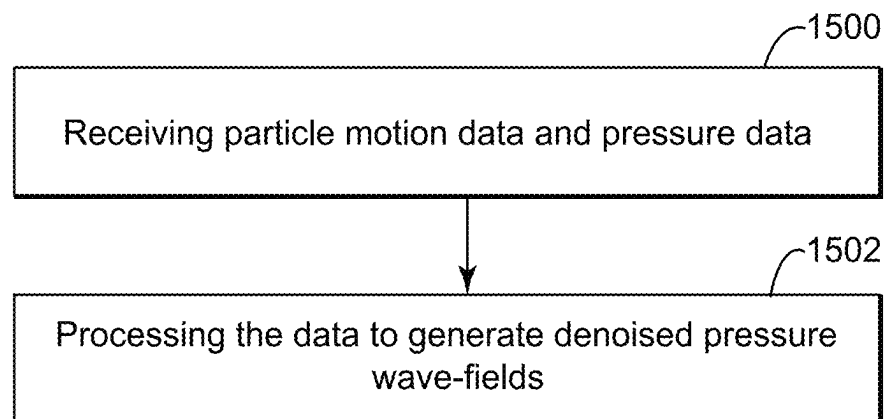 1500
Receiving particle motion data and pressure data
1502
Processing the data to generate denoised pressure
wave-fields